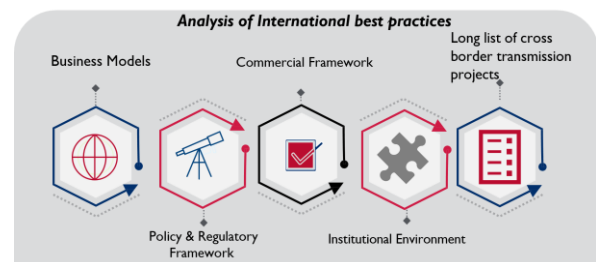 Analysis of International best practices
Business Models
Commercial Framework
Long list of cross
border transmission
projects
Policy & Regulatory
Framework
Institutional Environment